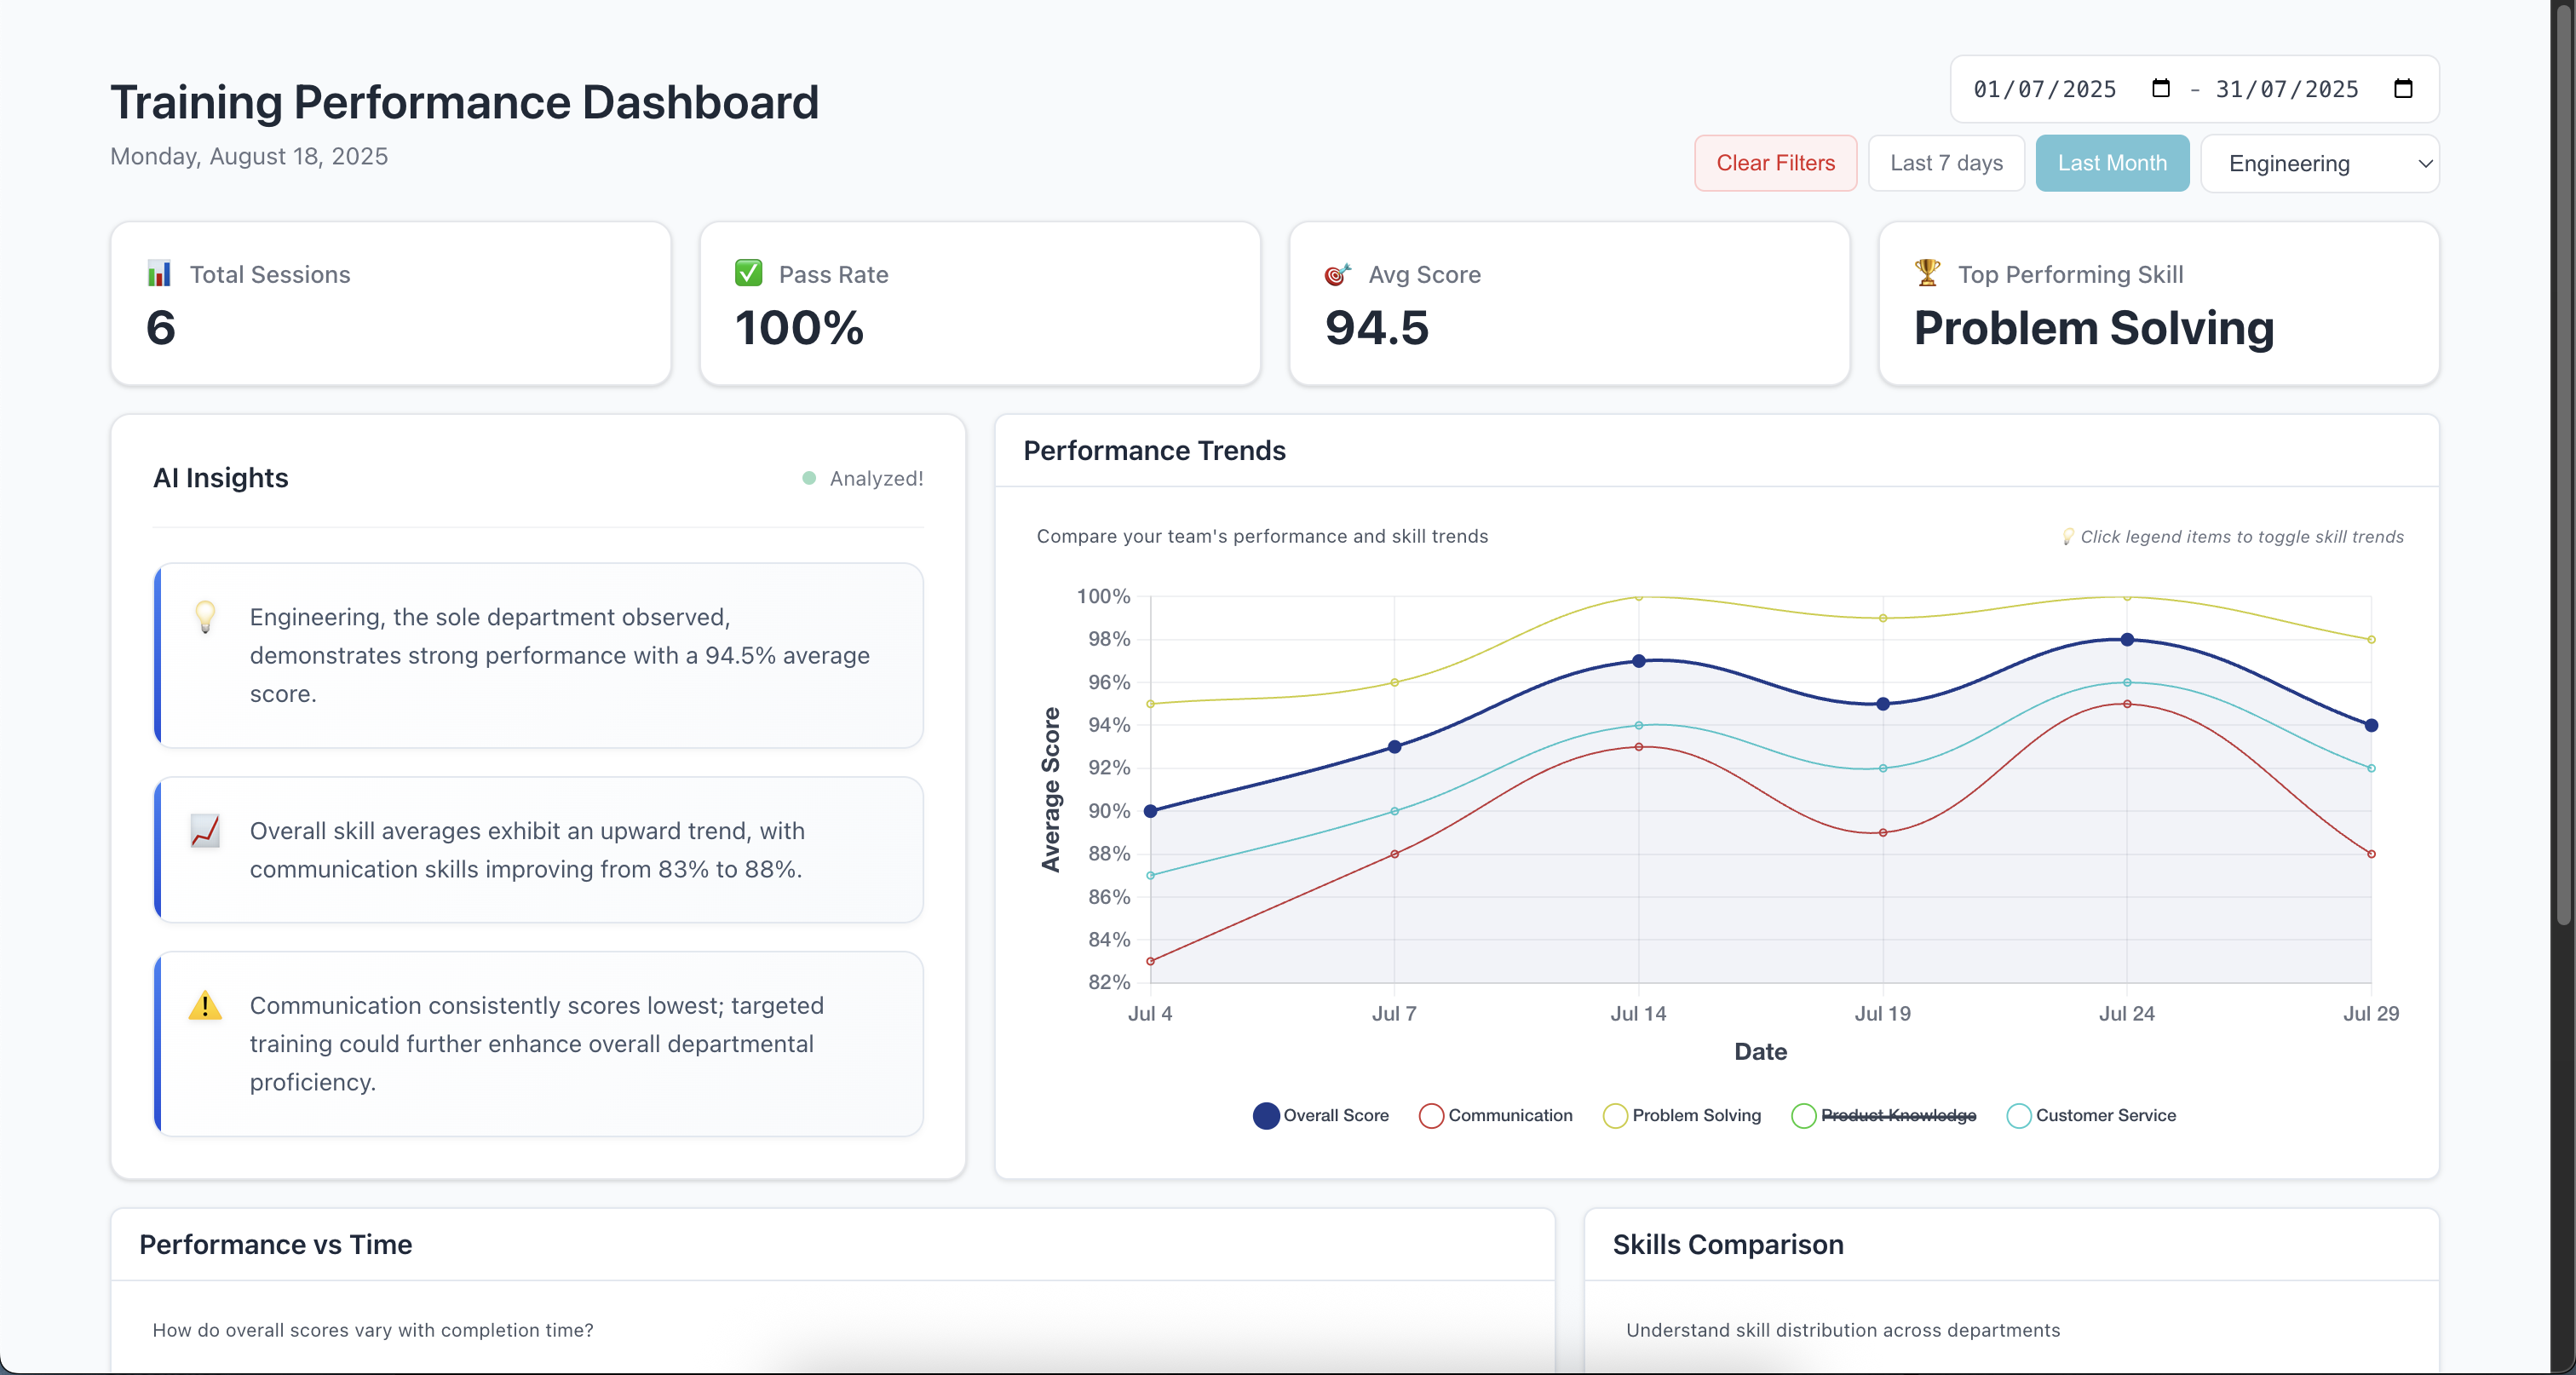 Training Performance Dashboard
Monday, August 18, 2025
01/07/2025 - 31/07/2025
Clear Filters
Last 7 days
Last Month
Engineering
Total Sessions
6
Pass Rate
100%
Avg Score
94.5
Top Performing Skill
Problem Solving
AI Insights
Analyzed!
Engineering, the sole department observed,
demonstrates strong performance with a 94.5% average
score.
Overall skill averages exhibit an upward trend, with
communication skills improving from 83% to 88%.
Communication consistently scores lowest; targeted
training could further enhance overall departmental
proficiency.
Performance Trends
Compare your team's performance and skill trends
Click legend items to toggle skill trends
Average Score
100%
98%
96%
94%
92%
90%
88%
86%
84%
82%
Jul 4
Jul 7
Jul 14
Jul 19
Jul 24
Jul 29
Date
Overall Score
Communication
Problem Solving
Product Knowledge
Customer Service
Performance vs Time
How do overall scores vary with completion time?
Skills Comparison
Understand skill distribution across departments